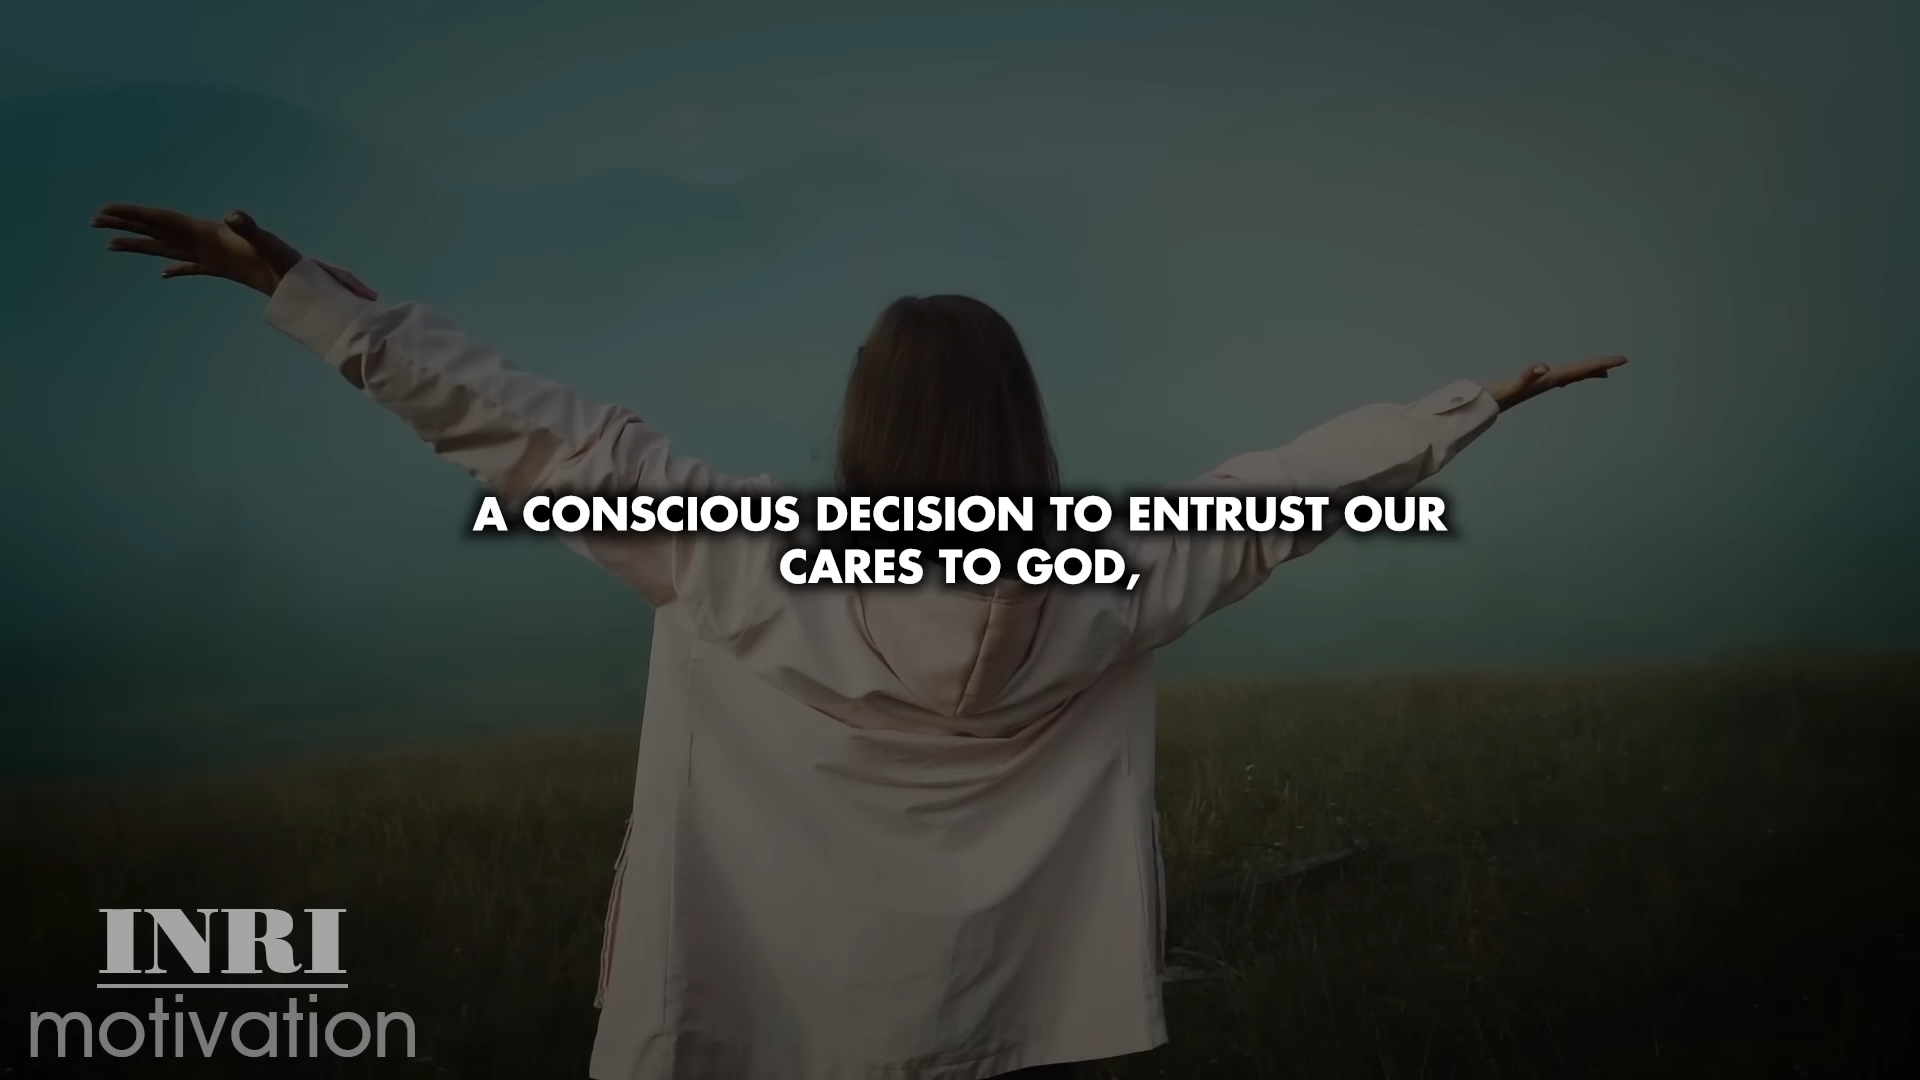 A CONSCIOUS DECISION TO ENTRUST OUR
CARES TO GOD,
INRI
motivation